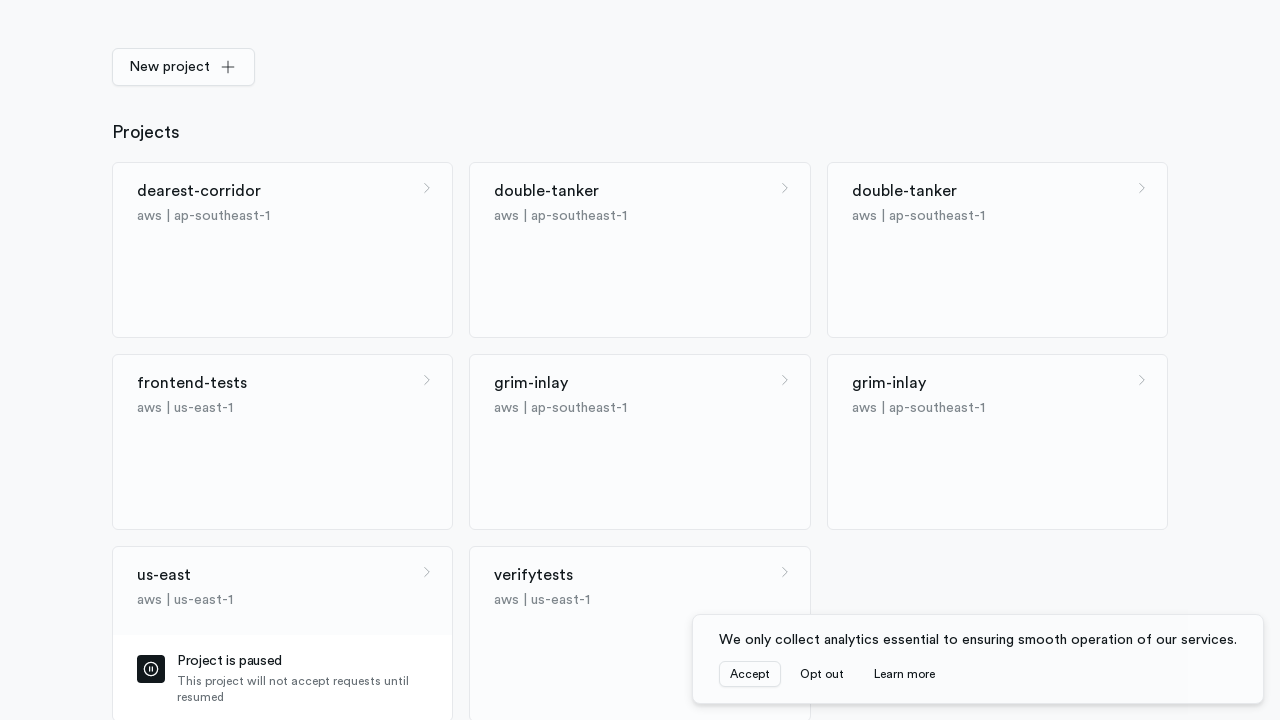 New project
Projects
dearest-corridor
aws | ap-southeast-1
double-tanker
aws | ap-southeast-1
double-tanker
aws | ap-southeast-1
frontend-tests
aws | us-east-1
grim-inlay
aws | ap-southeast-1
grim-inlay
aws | ap-southeast-1
us-east
aws | us-east-1
Project is paused
This project will not accept requests until
resumed
verifytests
aws | us-east-1
We only collect analytics essential to ensuring smooth operation of our services.
Accept Opt out Learn more